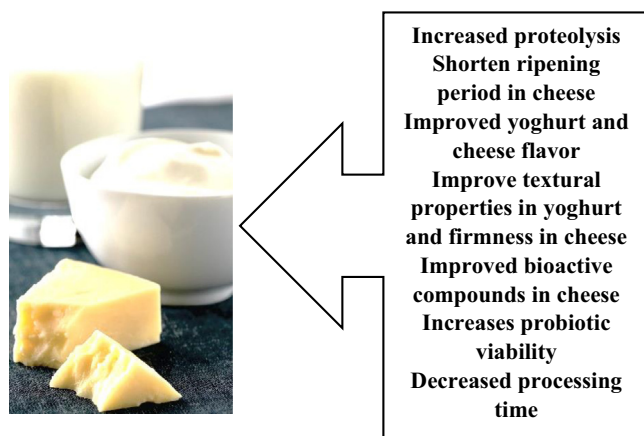 Increased proteolysis
Shorten ripening
period in cheese
Improved yoghurt and
cheese flavor
Improve textural
properties in yoghurt
and firmness in cheese
Improved bioactive
compounds in cheese
Increases probiotic
viability
Decreased processing
time